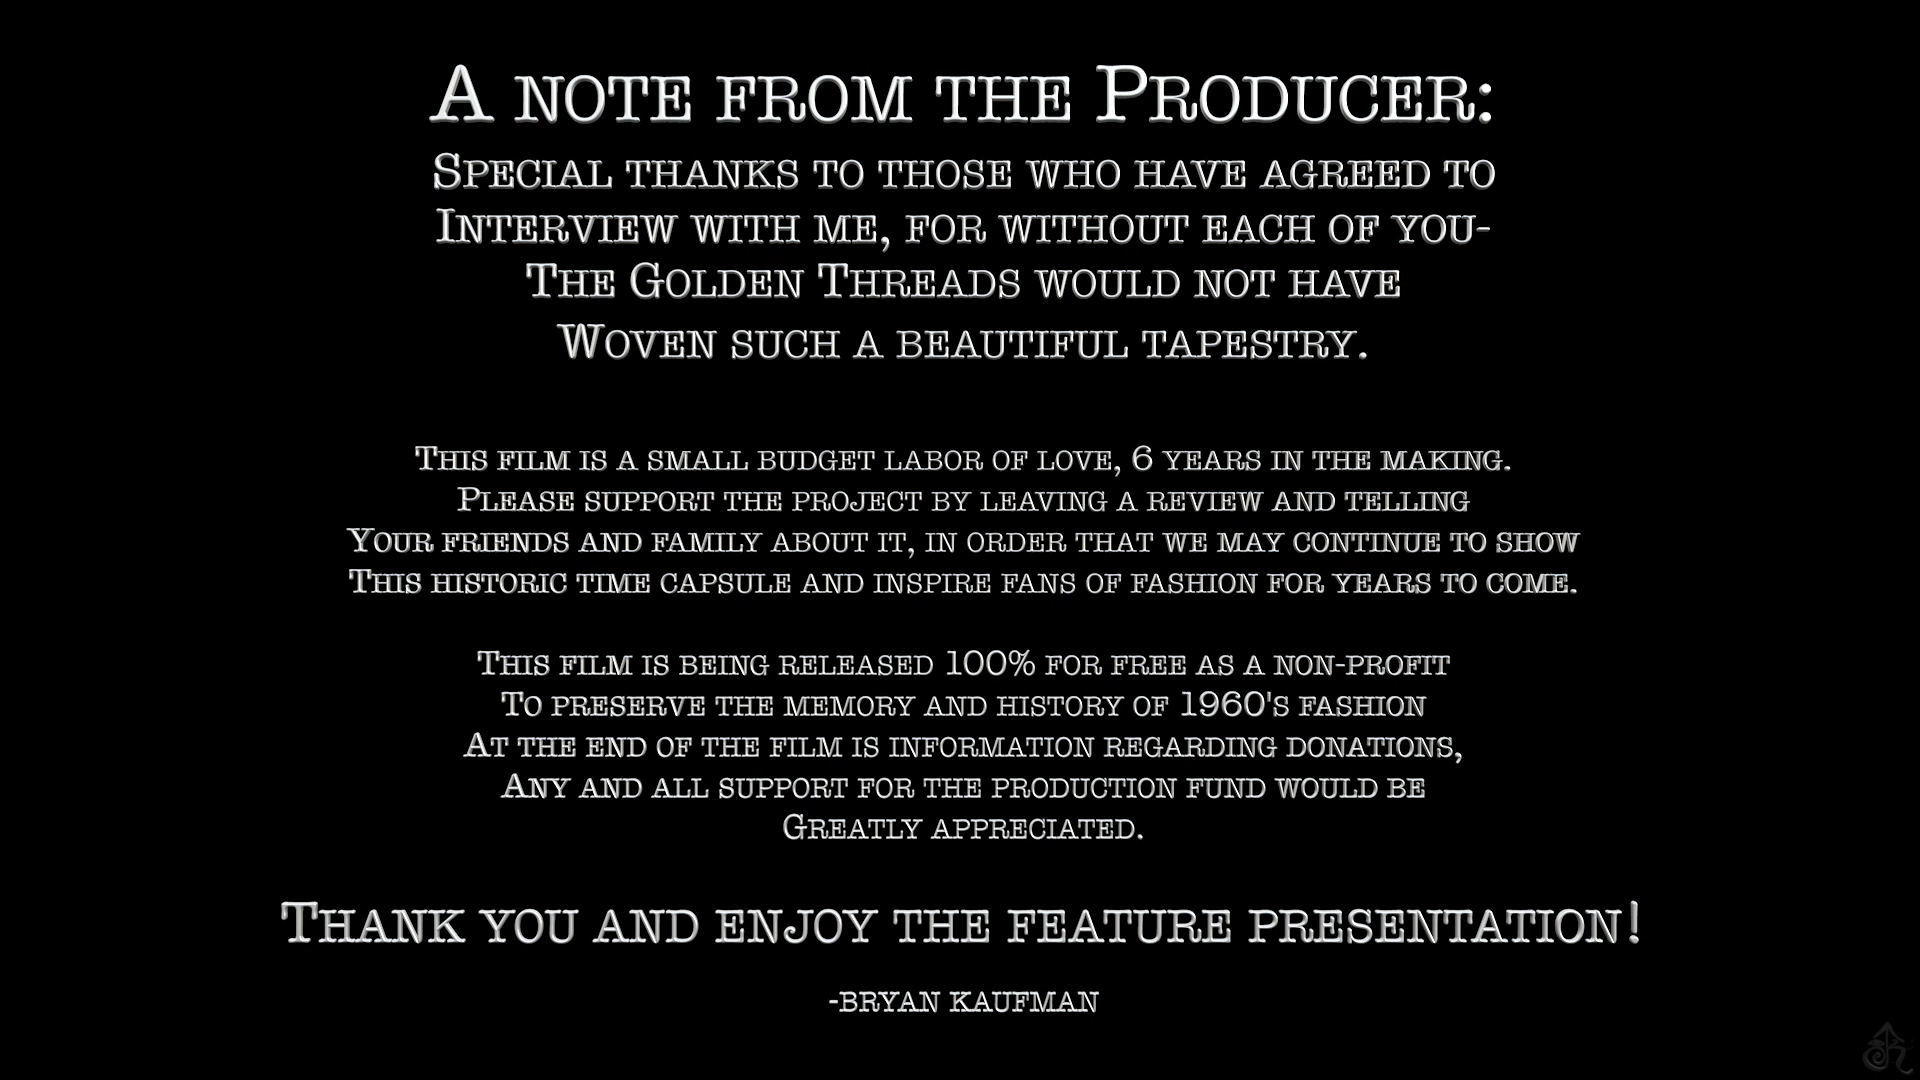 A note from the Producer:
Special thanks to those who have agreed to
Interview with me, for without each of you-
The Golden Threads would not have
Woven such a beautiful tapestry.
This film is a small budget labor of love, 6 years in the making.
Please support the project by leaving a review and telling
Your friends and family about it, in order that we may continue to show
This historic time capsule and inspire fans of fashion for years to come.
This film is being released 100% for free as a non-profit
To preserve the memory and history of 1960's fashion
At the end of the film is information regarding donations,
Any and all support for the production fund would be
Greatly appreciated.
Thank you and enjoy the feature presentation!
-bryan kaufman